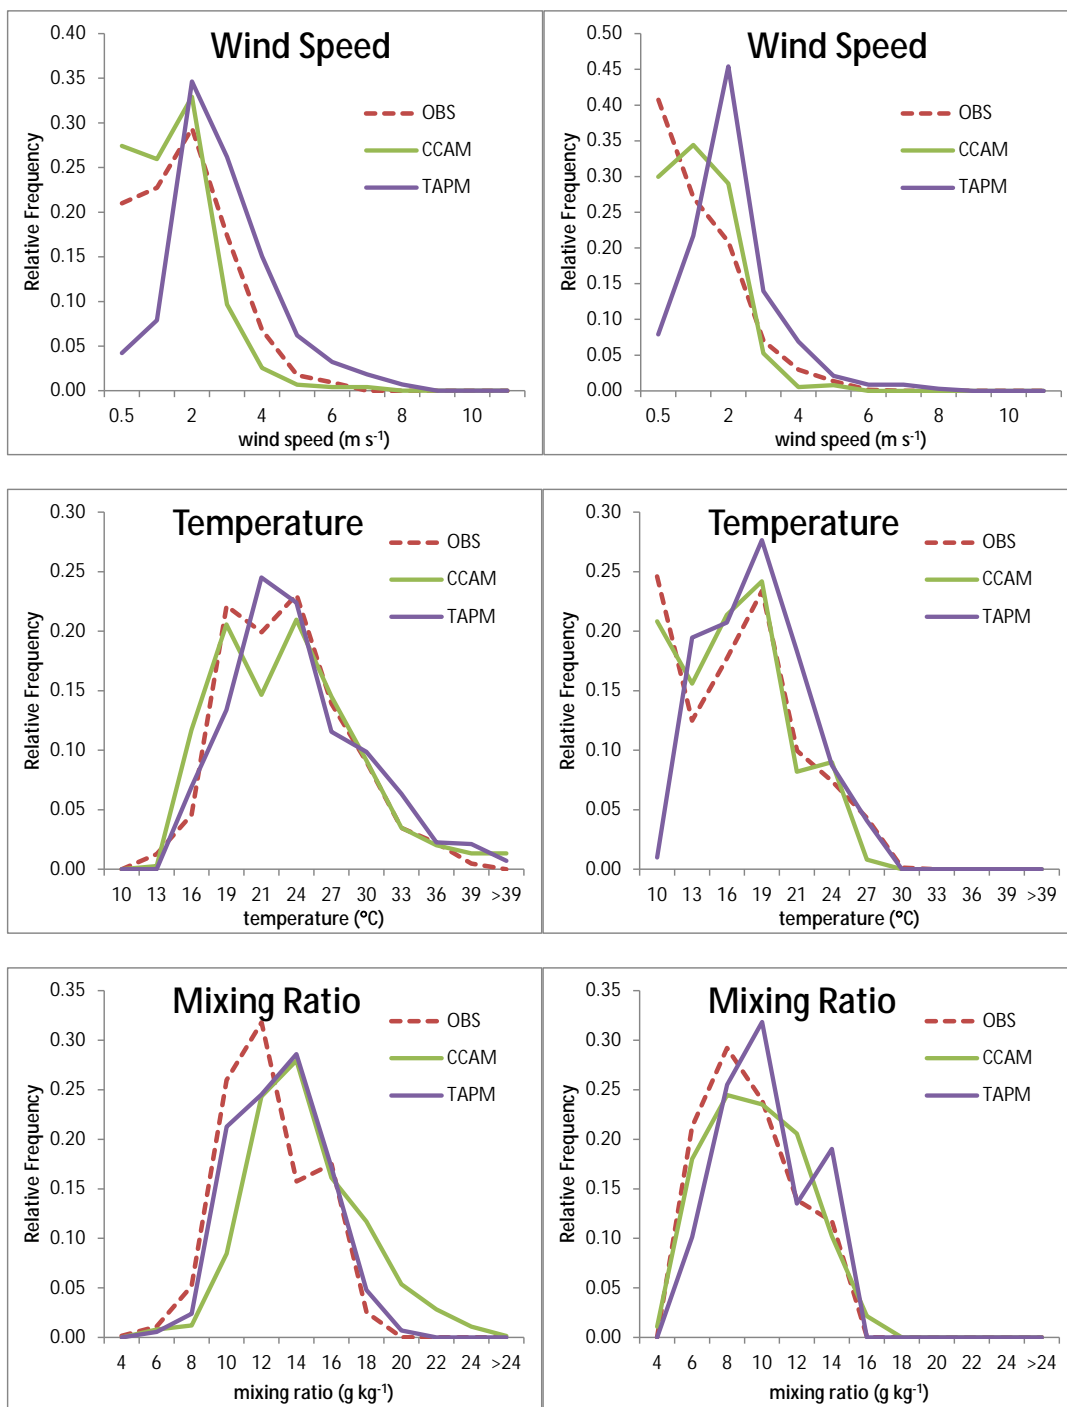 Wind Speed
0.40
0.35
0.30
0.25
0.20
0.15
0.10
0.05
0.00
Relative Frequency
OBS
CCAM
TAPM
0.5 2 4 6 8 10
wind speed (m s-1)
Wind Speed
0.50
0.45
0.40
0.35
0.30
0.25
0.20
0.15
0.10
0.05
0.00
Relative Frequency
OBS
CCAM
TAPM
0.5 2 4 6 8 10
wind speed (m s-1)
Temperature
0.30
0.25
0.20
0.15
0.10
0.05
0.00
Relative Frequency
OBS
CCAM
TAPM
10 13 16 19 21 24 27 30 33 36 39 >39
temperature (°C)
Temperature
0.30
0.25
0.20
0.15
0.10
0.05
0.00
Relative Frequency
OBS
CCAM
TAPM
10 13 16 19 21 24 27 30 33 36 39 >39
temperature (°C)
Mixing Ratio
0.35
0.30
0.25
0.20
0.15
0.10
0.05
0.00
Relative Frequency
OBS
CCAM
TAPM
4 6 8 10 12 14 16 18 20 22 24 >24
mixing ratio (g kg-1)
Mixing Ratio
0.35
0.30
0.25
0.20
0.15
0.10
0.05
0.00
Relative Frequency
OBS
CCAM
TAPM
4 6 8 10 12 14 16 18 20 22 24 >24
mixing ratio (g kg-1)